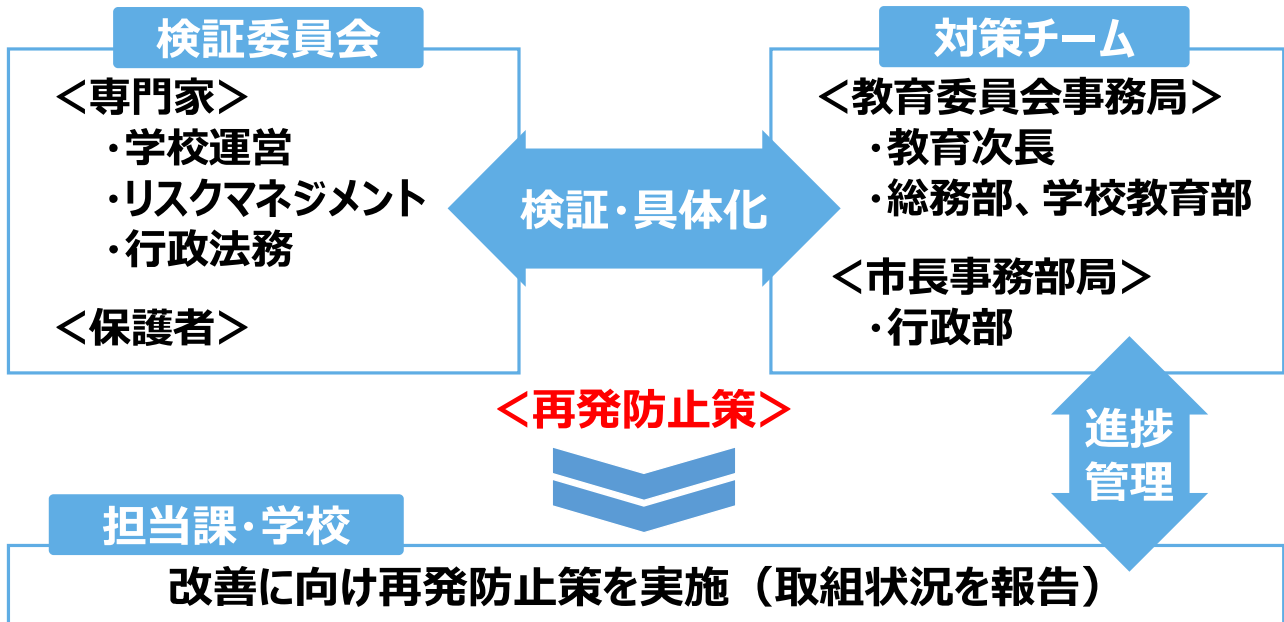 検証委員会
＜専門家＞
・学校運営
・リスクマネジメント
・行政法務
＜保護者＞
検証・具体化
対策チーム
＜教育委員会事務局＞
・教育次長
・総務部、学校教育部
＜市長事務部局＞
・行政部
＜再発防止策＞
進捗
管理
担当課・学校
改善に向け再発防止策を実施（取組状況を報告）